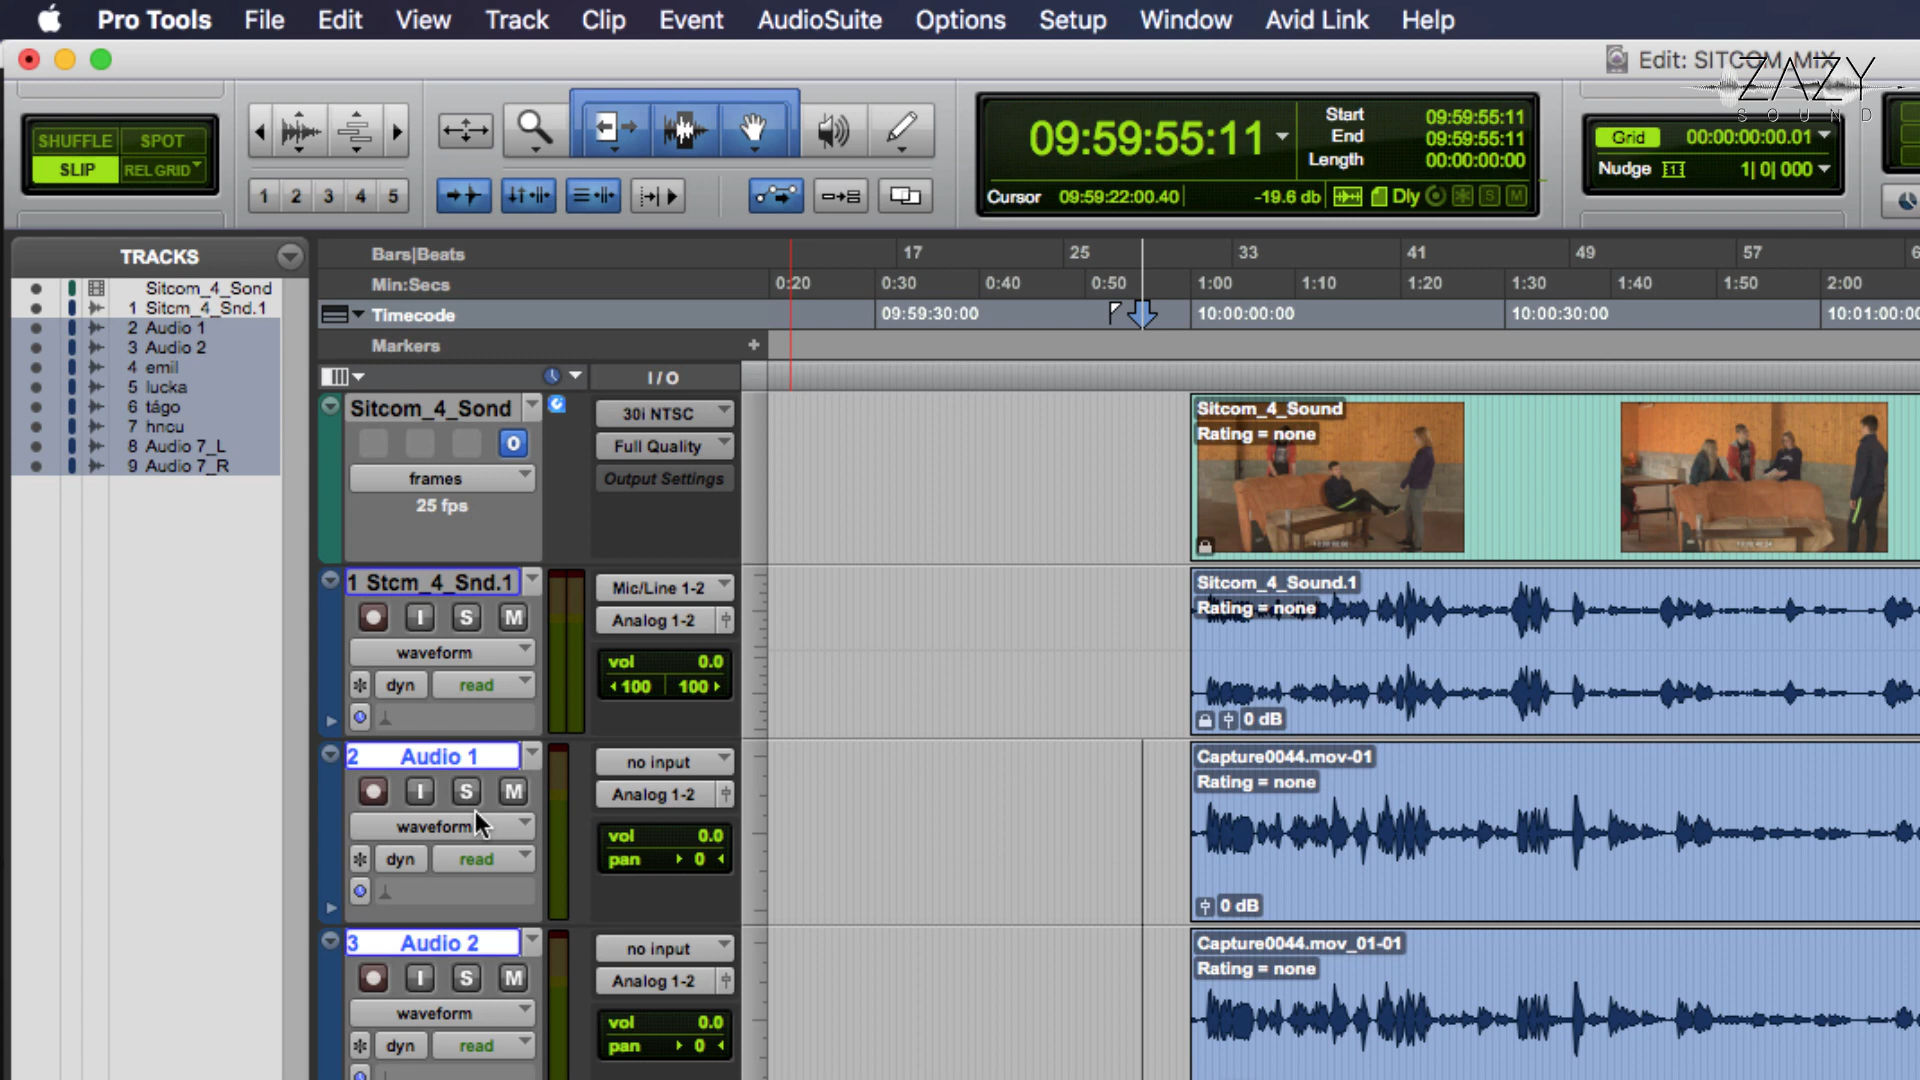 Pro Tools File Edit View Track Clip Event AudioSuite Options Setup Window Avid Link Help
Edit: SITCOM_MIX
ZAZY
SOUND
SHUFFLE SPOT
SLIP REL GRID
1 2 3 4 5
09:59:55:11
Start 09:59:55:11
End 09:59:55:11
Length 00:00:00:00
Cursor 09:59:22:00.40 -19.6 db Dly S M
Grid 00:00:00:00.01
Nudge 1| 0| 000
TRACKS
Sitcom_4_Sond
1 Sitcm_4_Snd.1
2 Audio 1
3 Audio 2
4 emil
5 lucka
6 tágo
7 hncu
8 Audio 7_L
9 Audio 7_R
Bars|Beats 17 25 33 41 49 57 6
Min:Secs 0:20 0:30 0:40 0:50 1:00 1:10 1:20 1:30 1:40 1:50 2:00
Timecode 09:59:30:00 10:00:00:00 10:00:30:00 10:01:00:00
Markers
I/O
Sitcom_4_Sond
O
frames
25 fps
30i NTSC
Full Quality
Output Settings
Sitcom_4_Sound
Rating = none
1 Stcm_4_Snd.1
I S M
waveform
dyn read
Mic/Line 1-2
Analog 1-2
vol 0.0
100 100
Sitcom_4_Sound.1
Rating = none
0 dB
2 Audio 1
I S M
waveform
dyn read
no input
Analog 1-2
vol 0.0
pan 0
Capture0044.mov-01
Rating = none
0 dB
3 Audio 2
I S M
waveform
dyn read
no input
Analog 1-2
vol 0.0
pan 0
Capture0044.mov_01-01
Rating = none